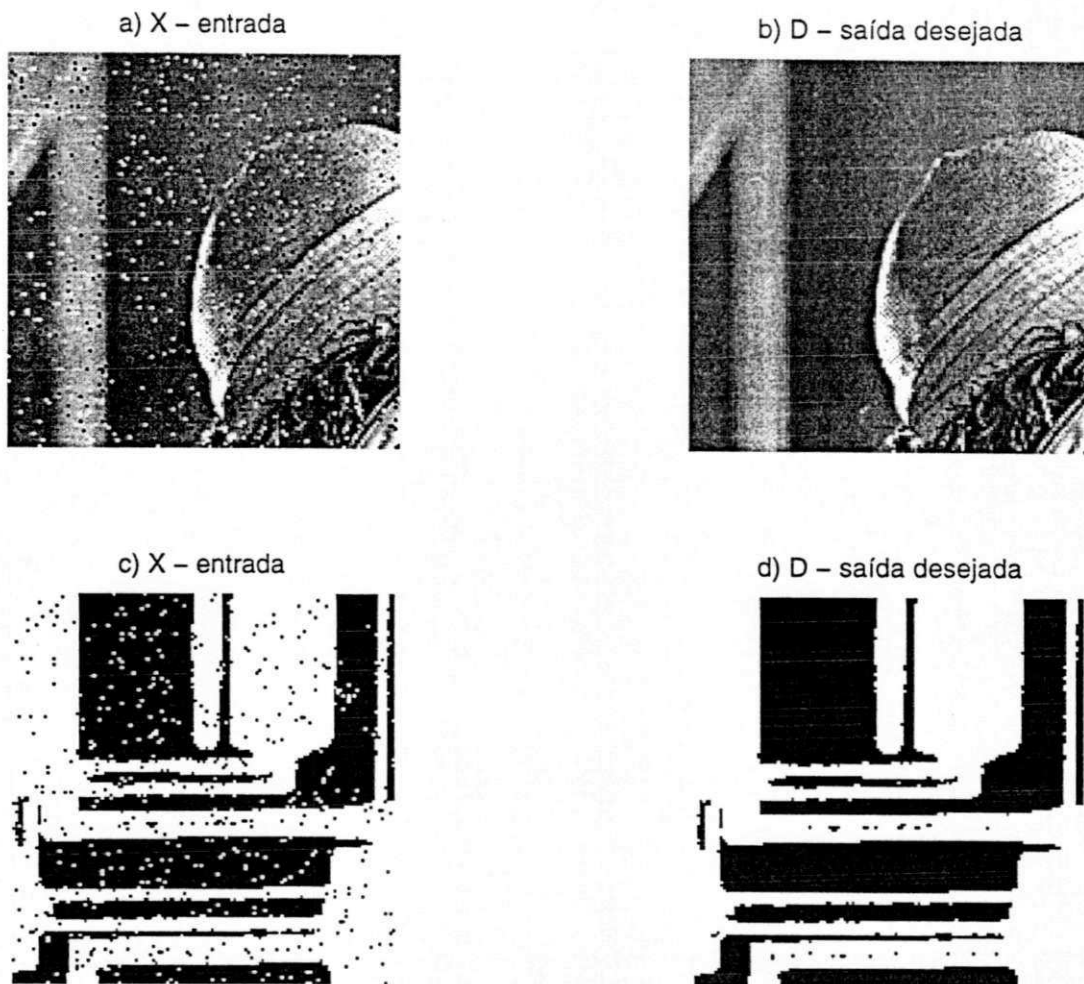 a) X – entrada
b) D – saída desejada
c) X – entrada
d) D – saída desejada